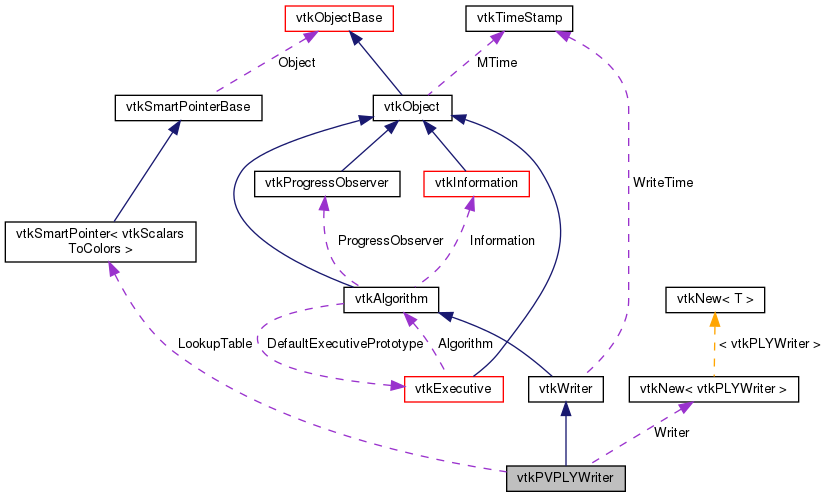 vtkObjectBase
vtkTimeStamp
Object
MTime
vtkSmartPointerBase
vtkObject
vtkProgressObserver
vtkInformation
WriteTime
vtkSmartPointer< vtkScalars
ToColors >
ProgressObserver
Information
vtkAlgorithm
vtkNew< T >
LookupTable
DefaultExecutivePrototype
Algorithm
< vtkPLYWriter >
vtkExecutive
vtkWriter
vtkNew< vtkPLYWriter >
Writer
vtkPVPLYWriter